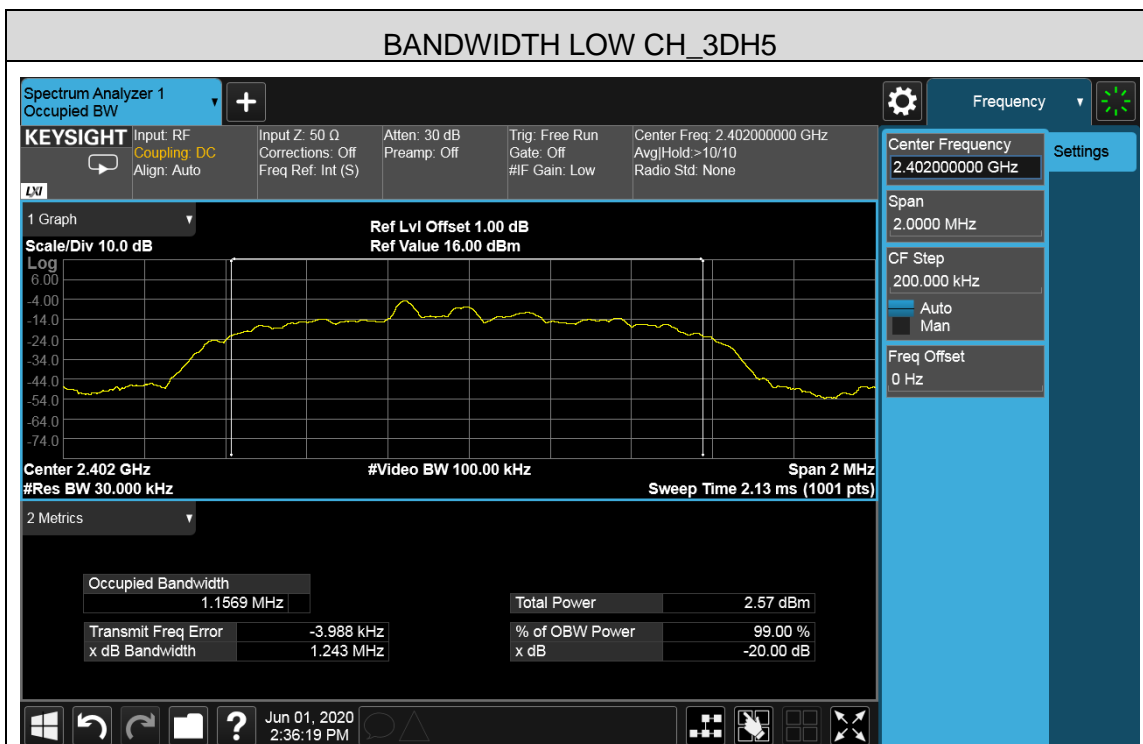 BANDWIDTH LOW CH_3DH5
Spectrum Analyzer 1
Occupied BW
Frequency
KEYSIGHT
Input: RF
Coupling: DC
Align: Auto
Input Z: 50 Ω
Corrections: Off
Freq Ref: Int (S)
Atten: 30 dB
Preamp: Off
Trig: Free Run
Gate: Off
#IF Gain: Low
Center Freq: 2.402000000 GHz
Avg|Hold:>10/10
Radio Std: None
LXI
Center Frequency
2.402000000 GHz
Settings
Span
2.0000 MHz
CF Step
200.000 kHz
Auto
Man
Freq Offset
0 Hz
1 Graph
Scale/Div 10.0 dB
Ref Lvl Offset 1.00 dB
Ref Value 16.00 dBm
Log
6.00
-4.00
-14.0
-24.0
-34.0
-44.0
-54.0
-64.0
-74.0
Center 2.402 GHz
#Video BW 100.00 kHz
Span 2 MHz
#Res BW 30.000 kHz
Sweep Time 2.13 ms (1001 pts)
2 Metrics
Occupied Bandwidth
1.1569 MHz
Total Power 2.57 dBm
Transmit Freq Error -3.988 kHz
% of OBW Power 99.00 %
x dB Bandwidth 1.243 MHz
x dB -20.00 dB
?
Jun 01, 2020
2:36:19 PM